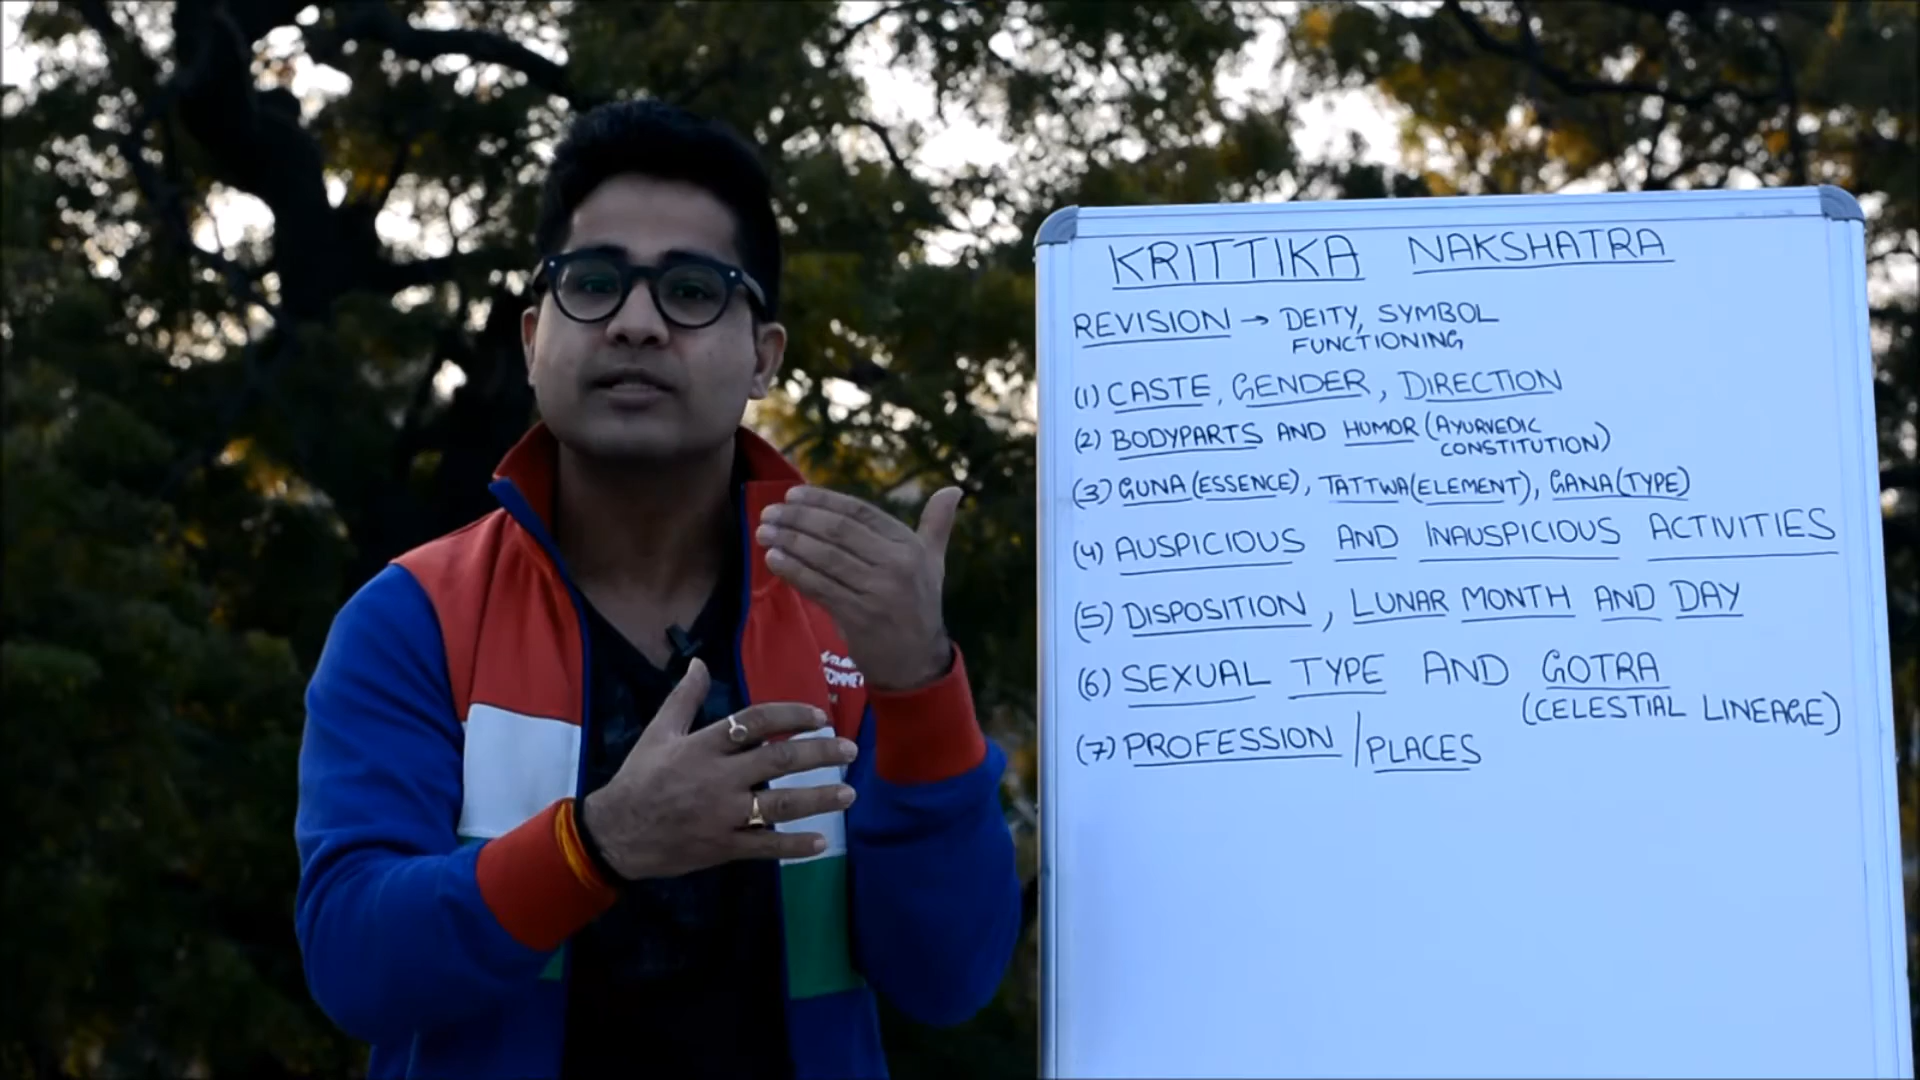 KRITTIKA NAKSHATRA
REVISION → DEITY, SYMBOL
FUNCTIONING
(1) CASTE, GENDER, DIRECTION
(2) BODYPARTS AND HUMOR (AYURVEDIC
CONSTITUTION)
(3) GUNA (ESSENCE), TATTWA (ELEMENT), GANA (TYPE)
(4) AUSPICIOUS AND INAUSPICIOUS ACTIVITIES
(5) DISPOSITION, LUNAR MONTH AND DAY
(6) SEXUAL TYPE AND GOTRA
(CELESTIAL LINEAGE)
(7) PROFESSION / PLACES